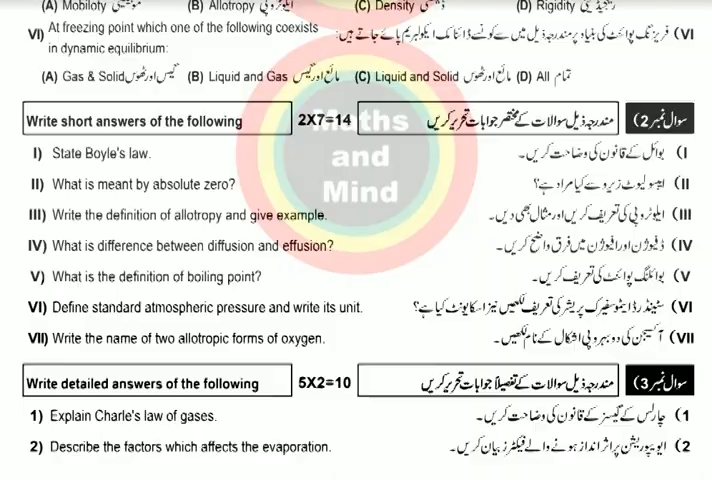 (A) Mobiloty موبیلیٹی (B) Allotropy ایلوٹروپی (C) Density ڈینسٹی (D) Rigidity ریجیڈیٹی
VI) At freezing point which one of the following coexists in dynamic equilibrium:
VI) فریزنگ پوائنٹ کی بنیاد پر مندرجہ ذیل میں سے کونسے ڈائنامک ایکولبریم پائے جاتے ہیں:
(A) Gas & Solid گیس اور ٹھوس (B) Liquid and Gas مائع اور گیس (C) Liquid and Solid مائع اور ٹھوس (D) All تمام
Write short answers of the following 2X7=14 مندرجہ ذیل سوالات کے مختصر جوابات تحریر کریں سوال نمبر 2)
Maths and Mind
I) State Boyle's law. I) بوائل کے قانون کی وضاحت کریں۔
II) What is meant by absolute zero? II) ایبسولیوٹ زیرو سے کیا مراد ہے؟
III) Write the definition of allotropy and give example. III) ایلوٹروپی کی تعریف کریں اور مثال بھی دیں۔
IV) What is difference between diffusion and effusion? IV) ڈفیوژن اور افیوژن میں فرق واضح کریں۔
V) What is the definition of boiling point? V) بوائلنگ پوائنٹ کی تعریف کریں۔
VI) Define standard atmospheric pressure and write its unit. VI) سٹینڈرڈ ایٹموسفیرک پریشر کی تعریف لکھیں نیز اسکا یونٹ کیا ہے؟
VII) Write the name of two allotropic forms of oxygen. VII) آکسیجن کی دو بہروپی اشکال کے نام لکھیں۔
Write detailed answers of the following 5X2=10 مندرجہ ذیل سوالات کے تفصیلاً جوابات تحریر کریں سوال نمبر 3)
1) Explain Charle's law of gases. 1) چارلس کے گیسز کے قانون کی وضاحت کریں۔
2) Describe the factors which affects the evaporation. 2) ایوپوریشن پر اثر انداز ہونے والے فیکٹرز بیان کریں۔